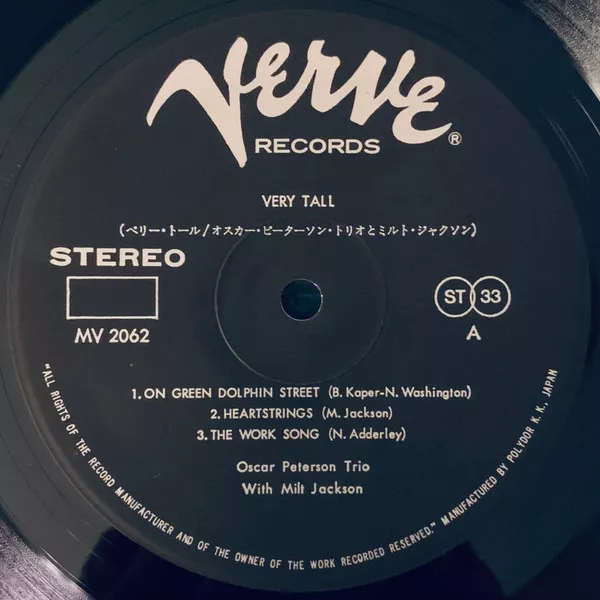 Verve®
RECORDS
VERY TALL
(ベリー・トール/オスカー・ピーターソン・トリオとミルト・ジャクソン)
STEREO
MV 2062
ST 33
A
1. ON GREEN DOLPHIN STREET (B. Kaper-N. Washington)
2. HEARTSTRINGS (M. Jackson)
3. THE WORK SONG (N. Adderley)
Oscar Peterson Trio
With Milt Jackson
"ALL RIGHTS OF THE RECORD MANUFACTURER AND OF THE OWNER OF THE WORK RECORDED RESERVED." MANUFACTURED BY POLYDOR K. K., JAPAN